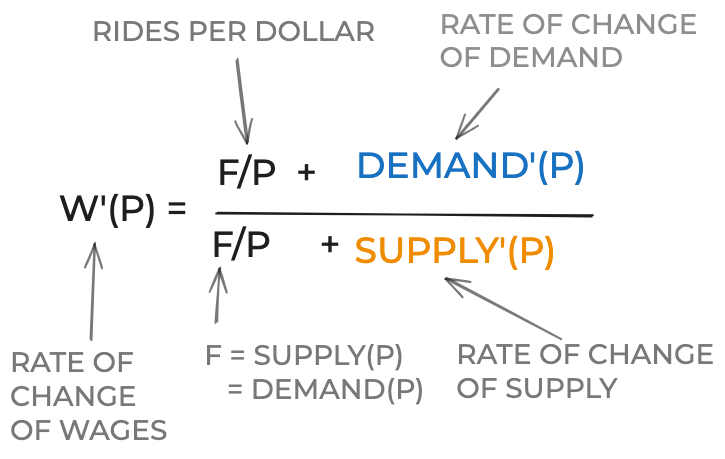 RIDES PER DOLLAR
RATE OF CHANGE
OF DEMAND
F/P + DEMAND'(P)
W'(P) =
F/P + SUPPLY'(P)
RATE OF
CHANGE
OF WAGES
F = SUPPLY(P)
= DEMAND(P)
RATE OF CHANGE
OF SUPPLY